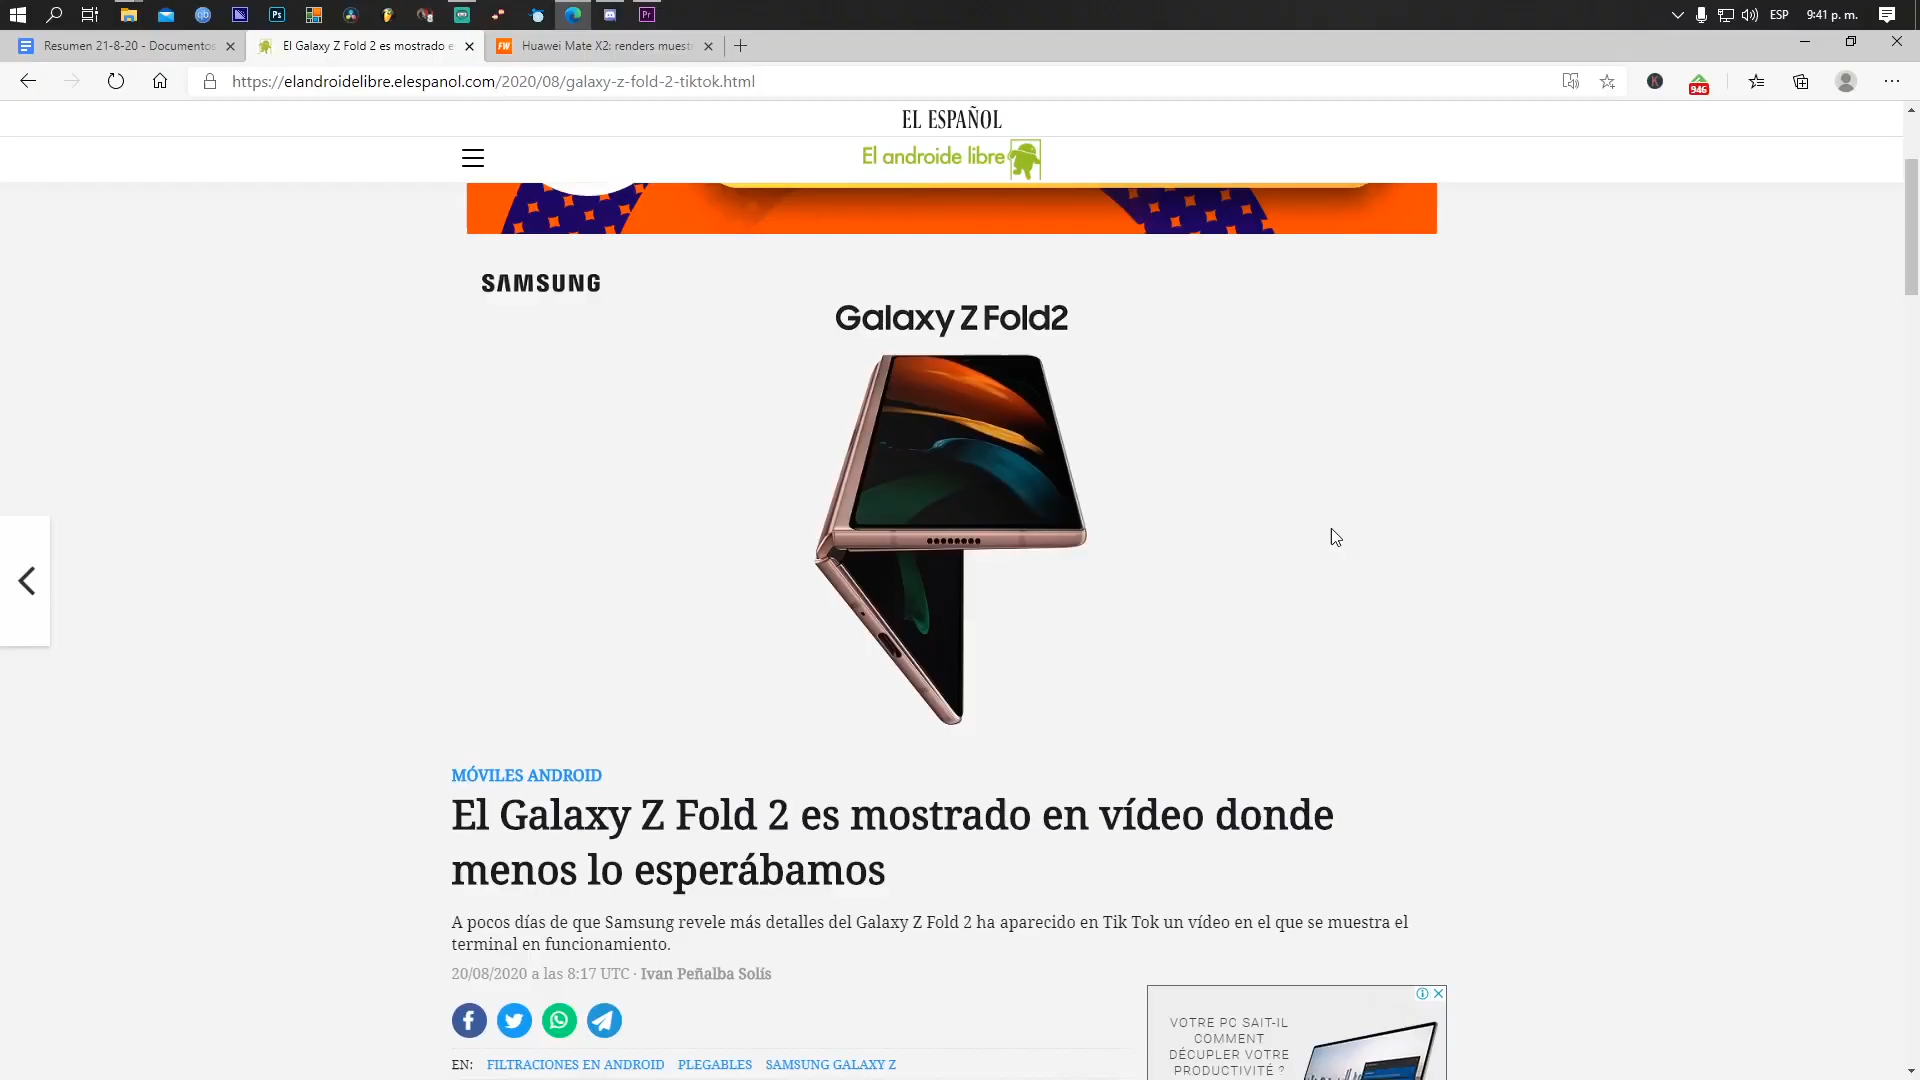 ESP
9:41 p. m.
Resumen 21-8-20 - Documentos
El Galaxy Z Fold 2 es mostrado e
FW
Huawei Mate X2: renders muest
https://elandroidelibre.elespanol.com/2020/08/galaxy-z-fold-2-tiktok.html
K
946
EL ESPAÑOL
El androide libre
SAMSUNG
Galaxy Z Fold2
MÓVILES ANDROID
El Galaxy Z Fold 2 es mostrado en vídeo donde
menos lo esperábamos
A pocos días de que Samsung revele más detalles del Galaxy Z Fold 2 ha aparecido en Tik Tok un vídeo en el que se muestra el
terminal en funcionamiento.
20/08/2020 a las 8:17 UTC · Ivan Peñalba Solís
EN: FILTRACIONES EN ANDROID PLEGABLES SAMSUNG GALAXY Z
VOTRE PC SAIT-IL
COMMENT
DÉCUPLER VOTRE
PRODUCTIVITÉ ?